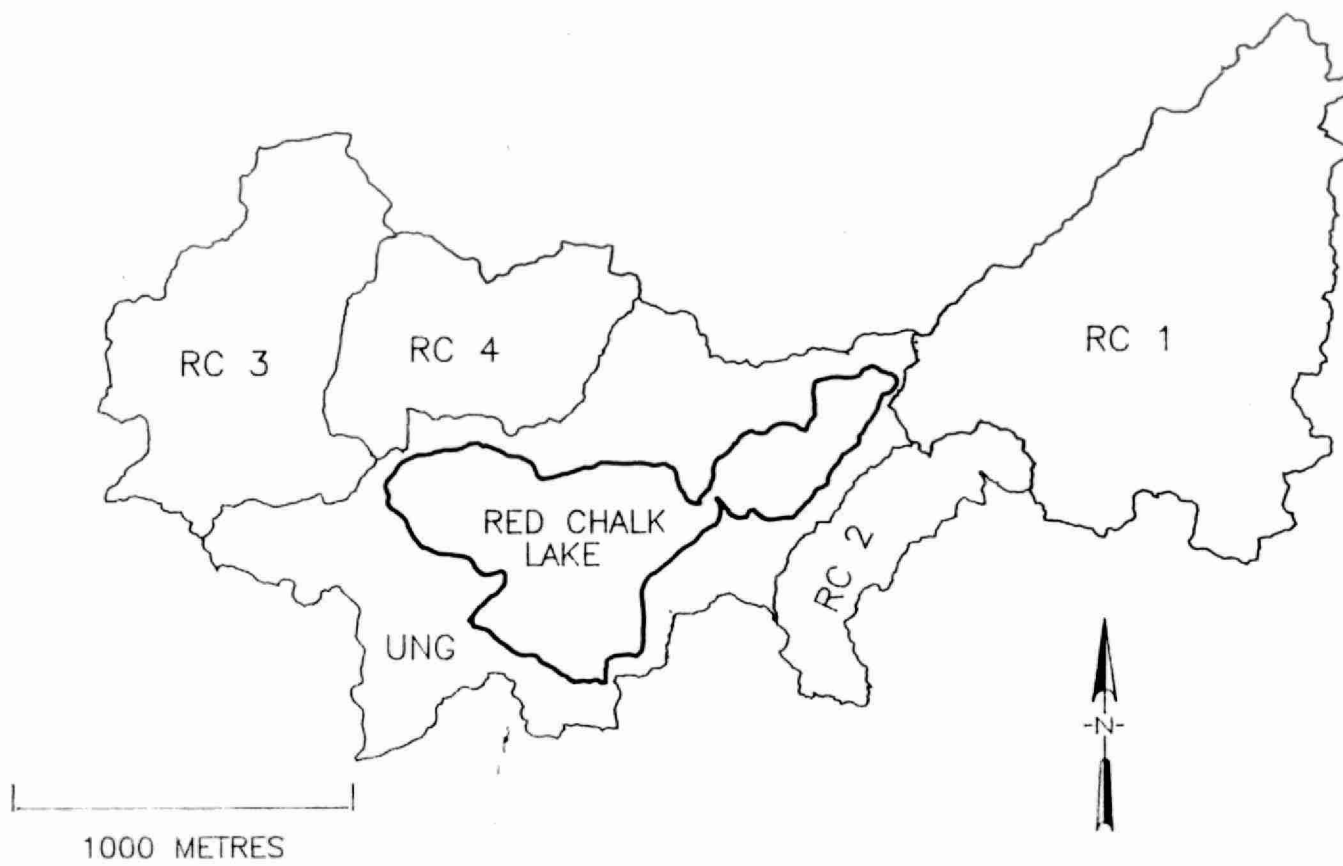 RC 1
RC 3
RC 4
RED CHALK
LAKE
RC 2
UNG
-N-
1000 METRES